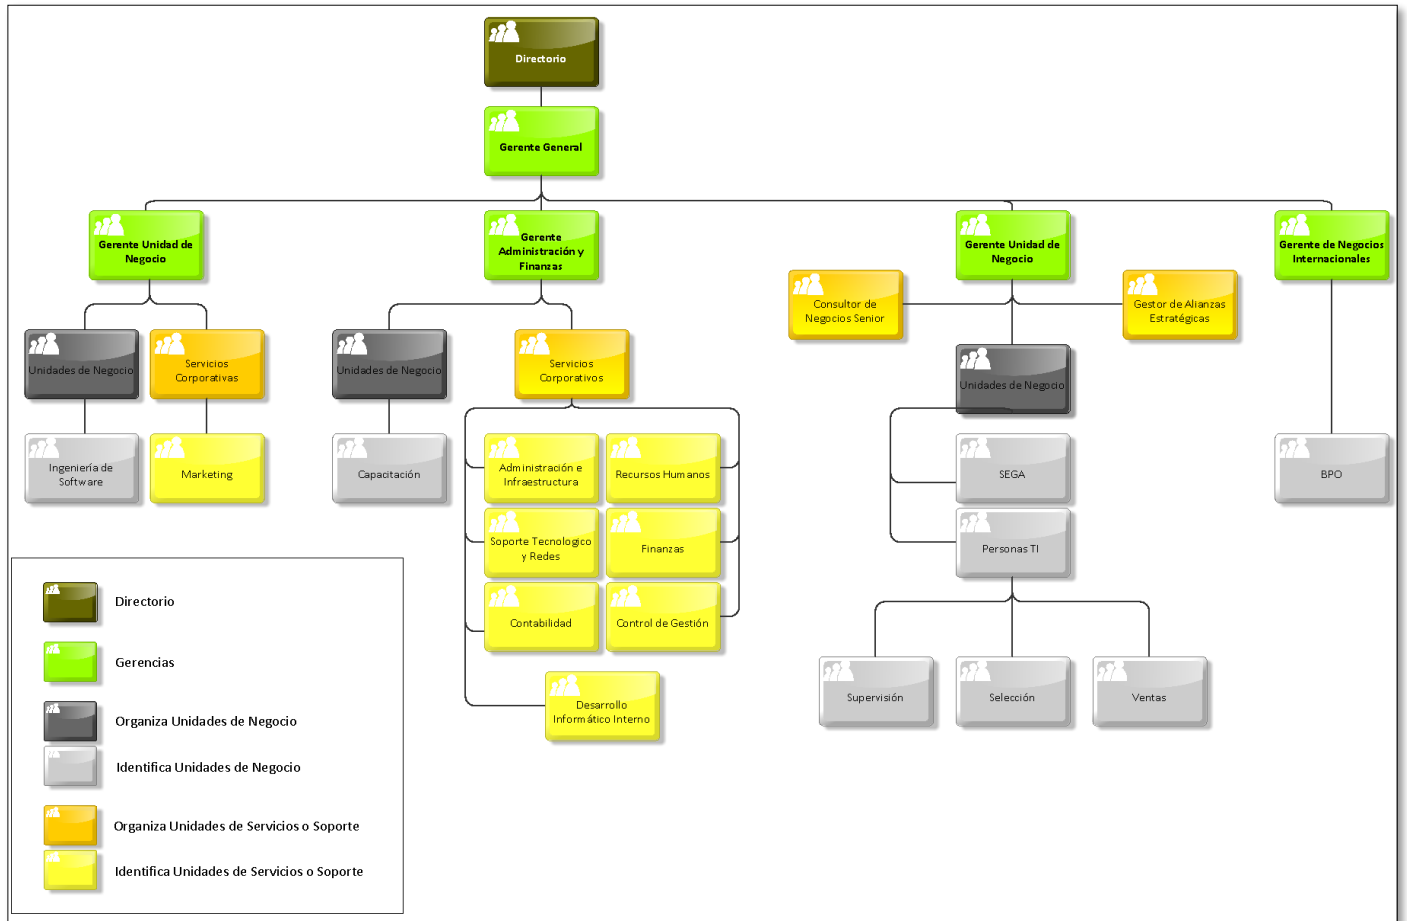 Directorio
Gerente General
Gerente Unidad de
Negocio
Gerente
Administración y
Finanzas
Gerente Unidad de
Negocio
Gerente de Negocios
Internacionales
Consultor de
Negocios Senior
Gestor de Alianzas
Estratégicas
Unidades de Negocio
Servicios
Corporativas
Unidades de Negocio
Servicios
Corporativos
Unidades de Negocio
Ingeniería de
Software
Marketing
Capacitación
Administración e
Infraestructura
Recursos Humanos
SEGA
BPO
Soporte Tecnologico
y Redes
Finanzas
Personas TI
Contabilidad
Control de Gestión
Supervisión
Selección
Ventas
Desarrollo
Informático Interno
Directorio
Gerencias
Organiza Unidades de Negocio
Identifica Unidades de Negocio
Organiza Unidades de Servicios o Soporte
Identifica Unidades de Servicios o Soporte